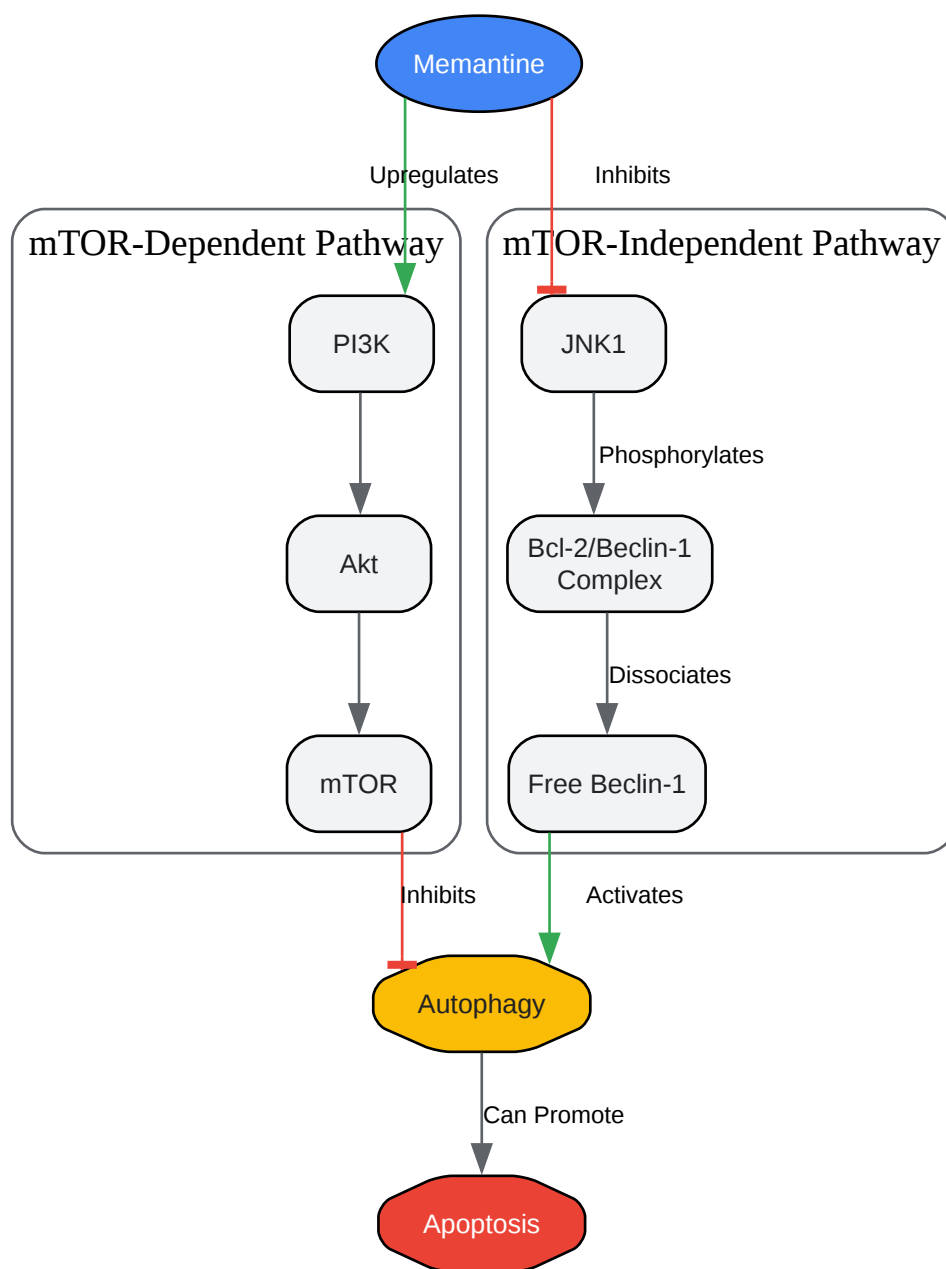 Memantine
Upregulates
Inhibits
mTOR-Dependent Pathway
mTOR-Independent Pathway
PI3K
JNK1
Phosphorylates
Akt
Bcl-2/Beclin-1
Complex
Dissociates
mTOR
Free Beclin-1
Inhibits
Activates
Autophagy
Can Promote
Apoptosis